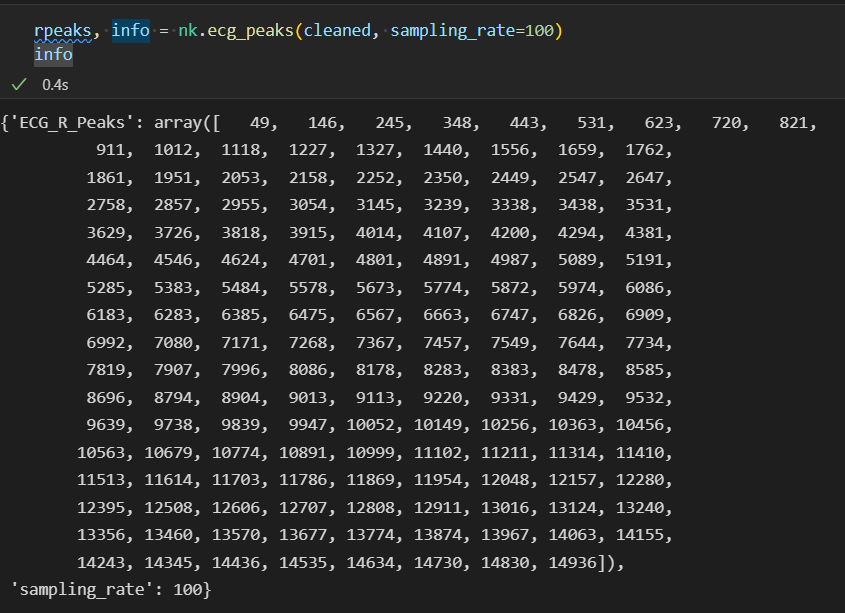 rpeaks, info = nk.ecg_peaks(cleaned, sampling_rate=100)
info
0.4s
{'ECG_R_Peaks': array([   49,   146,   245,   348,   443,   531,   623,   720,   821,
         911,  1012,  1118,  1227,  1327,  1440,  1556,  1659,  1762,
        1861,  1951,  2053,  2158,  2252,  2350,  2449,  2547,  2647,
        2758,  2857,  2955,  3054,  3145,  3239,  3338,  3438,  3531,
        3629,  3726,  3818,  3915,  4014,  4107,  4200,  4294,  4381,
        4464,  4546,  4624,  4701,  4801,  4891,  4987,  5089,  5191,
        5285,  5383,  5484,  5578,  5673,  5774,  5872,  5974,  6086,
        6183,  6283,  6385,  6475,  6567,  6663,  6747,  6826,  6909,
        6992,  7080,  7171,  7268,  7367,  7457,  7549,  7644,  7734,
        7819,  7907,  7996,  8086,  8178,  8283,  8383,  8478,  8585,
        8696,  8794,  8904,  9013,  9113,  9220,  9331,  9429,  9532,
        9639,  9738,  9839,  9947, 10052, 10149, 10256, 10363, 10456,
       10563, 10679, 10774, 10891, 10999, 11102, 11211, 11314, 11410,
       11513, 11614, 11703, 11786, 11869, 11954, 12048, 12157, 12280,
       12395, 12508, 12606, 12707, 12808, 12911, 13016, 13124, 13240,
       13356, 13460, 13570, 13677, 13774, 13874, 13967, 14063, 14155,
       14243, 14345, 14436, 14535, 14634, 14730, 14830, 14936]),
 'sampling_rate': 100}